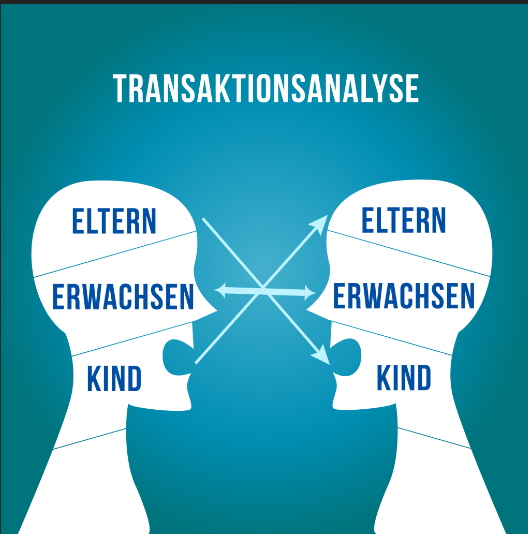 TRANSAKTIONSANALYSE
ELTERN
ERWACHSEN
KIND
ELTERN
ERWACHSEN
KIND